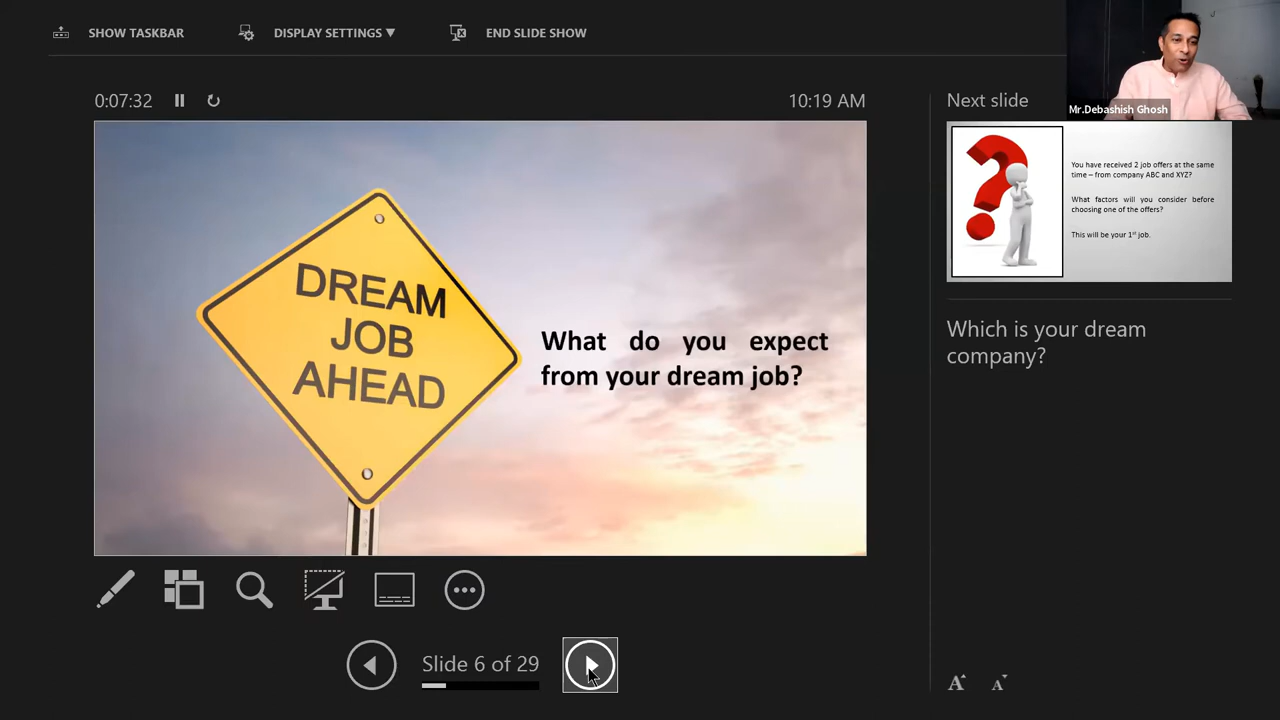 SHOW TASKBAR
DISPLAY SETTINGS ▼
END SLIDE SHOW
0:07:32
10:19 AM
Next slide
Mr.Debashish Ghosh
DREAM
JOB
AHEAD
What do you expect
from your dream job?
You have received 2 job offers at the same
time – from company ABC and XYZ?
What factors will you consider before
choosing one of the offers?
This will be your 1st job.
Which is your dream
company?
Slide 6 of 29
A A